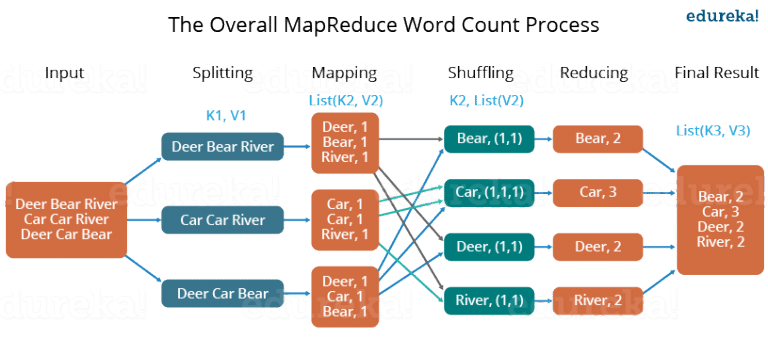 The Overall MapReduce Word Count Process
edureka!
Input
Splitting
Mapping
Shuffling
Reducing
Final Result
K1, V1
List(K2, V2)
K2, List(V2)
List(K3, V3)
Deer Bear River
Car Car River
Deer Car Bear
Deer Bear River
Car Car River
Deer Car Bear
Deer, 1
Bear, 1
River, 1
Car, 1
Car, 1
River, 1
Deer, 1
Car, 1
Bear, 1
Bear, (1,1)
Car, (1,1,1)
Deer, (1,1)
River, (1,1)
Bear, 2
Car, 3
Deer, 2
River, 2
Bear, 2
Car, 3
Deer, 2
River, 2